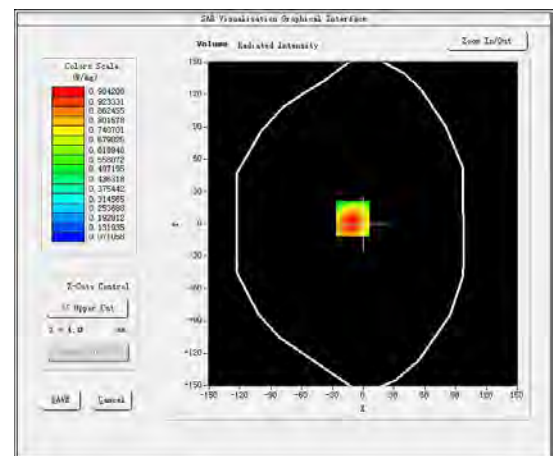 SAR Visualisation Graphical Interface
Volume Radiated Intensity
Zoom In/Out
Colors Scale
(W/kg)
0.984208
0.923331
0.862455
0.801578
0.740701
0.679825
0.618948
0.558072
0.497195
0.436318
0.375442
0.314565
0.253688
0.192812
0.131935
0.071058
Z-Cuts Control
Upper Cut
mm
SAVE
Cancel
150
120
90
60
30
0
-30
-60
-90
-120
-150
Y
-150 -120 -90 -60 -30 0 30 60 90 120 150
X